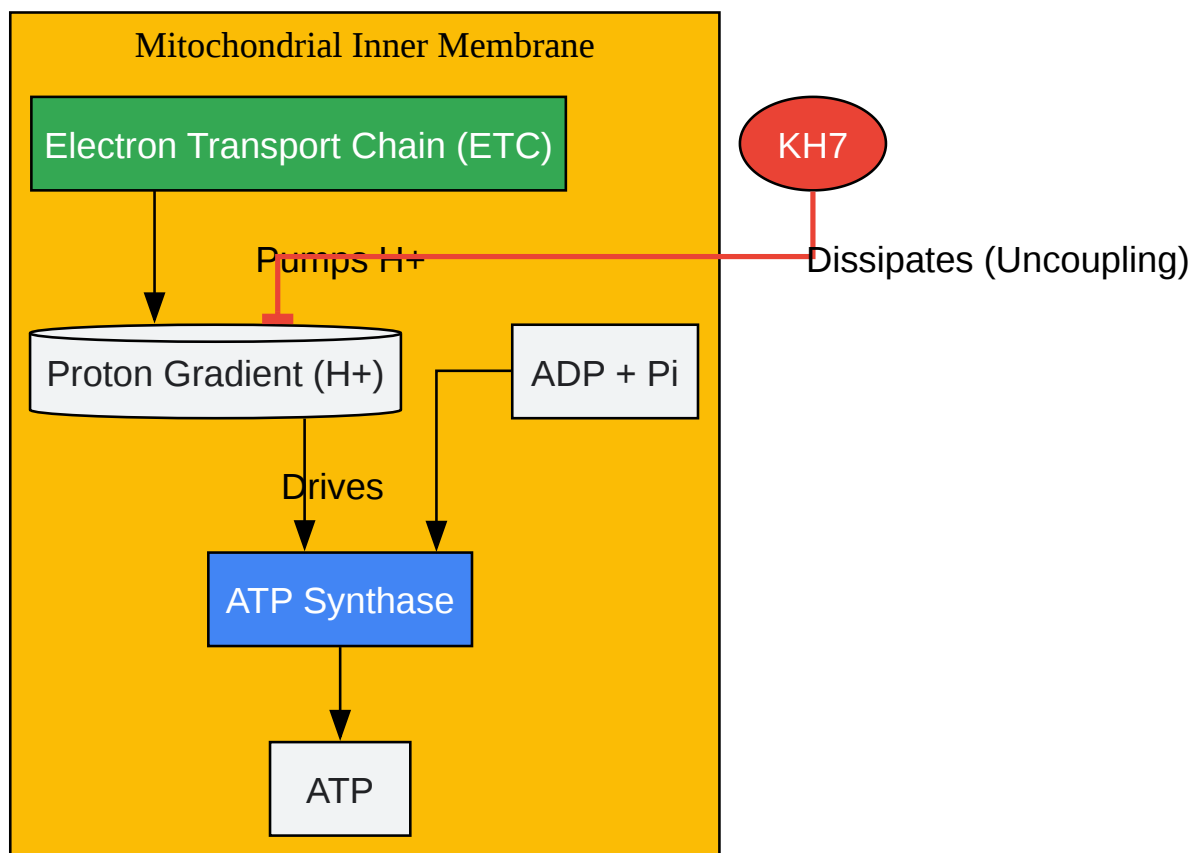 Mitochondrial Inner Membrane
Electron Transport Chain (ETC)
KH7
Pumps H+
Dissipates (Uncoupling)
Proton Gradient (H+)
ADP + Pi
Drives
ATP Synthase
ATP